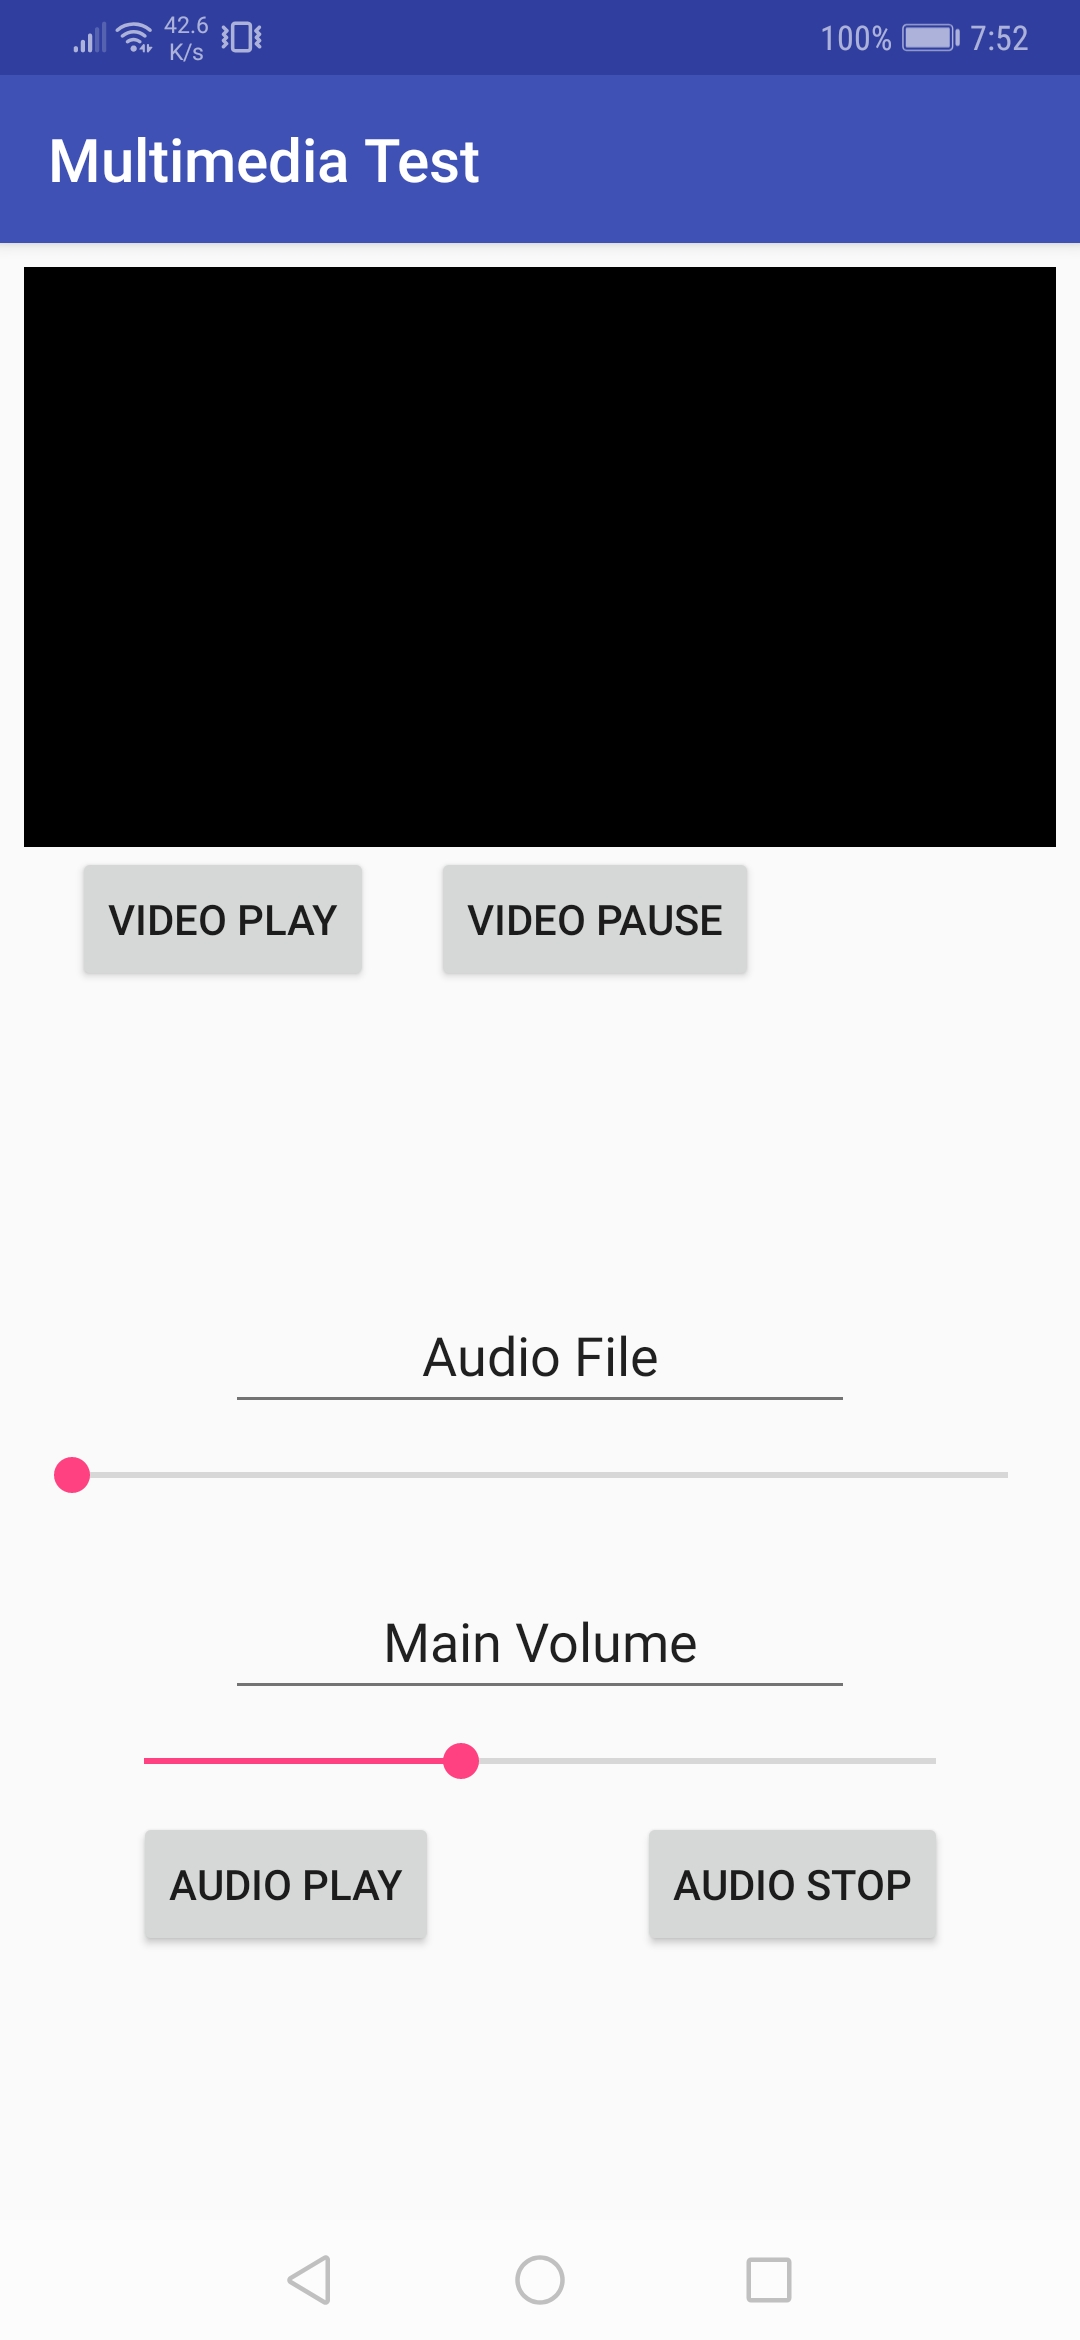 42.6
K/s
100% 7:52
Multimedia Test
VIDEO PLAY VIDEO PAUSE
Audio File
Main Volume
AUDIO PLAY AUDIO STOP